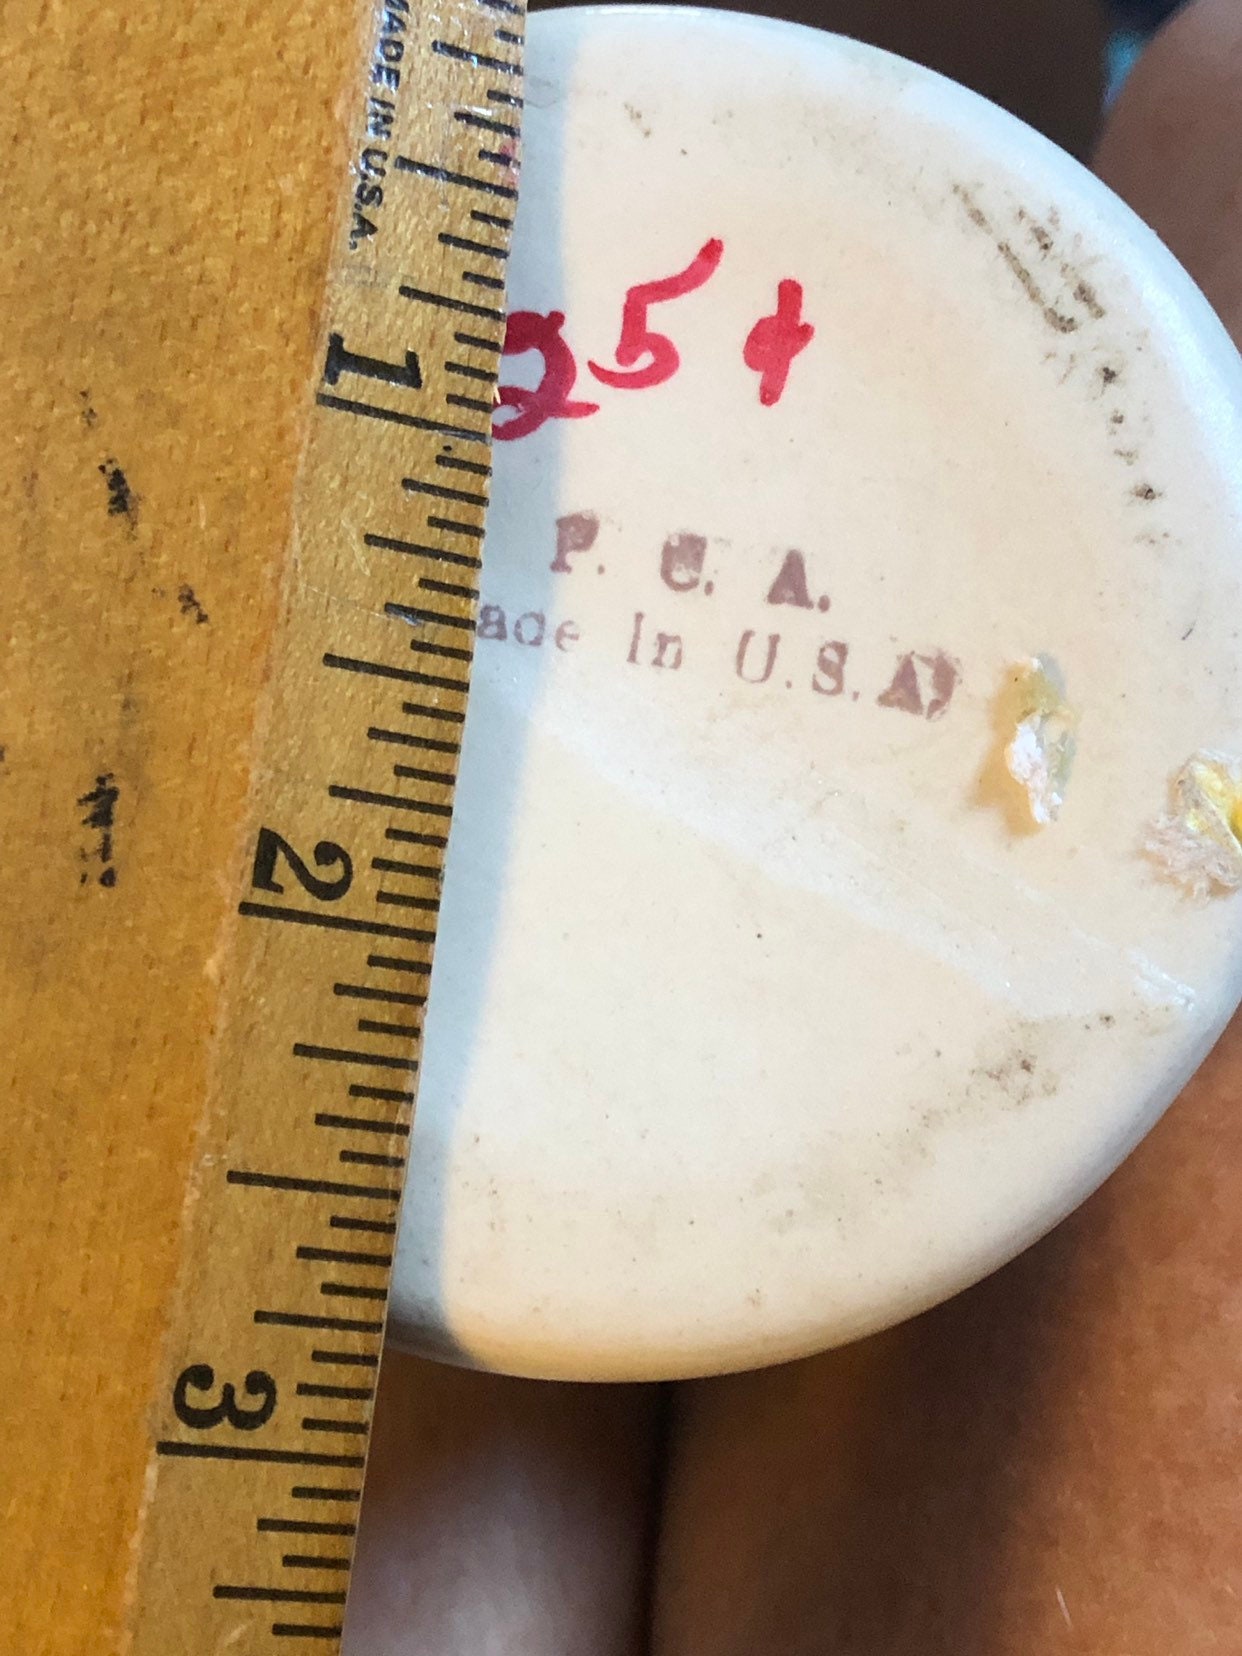 MADE IN U.S.A.
1
2
3
25¢
P. C. A.
ade in U.S.A.